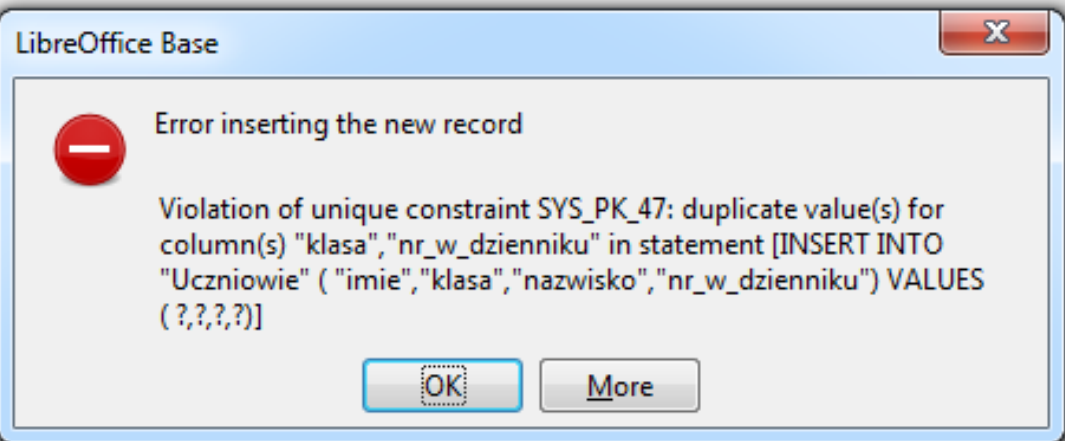 LibreOffice Base
Error inserting the new record
Violation of unique constraint SYS_PK_47: duplicate value(s) for
column(s) "klasa","nr_w_dzienniku" in statement [INSERT INTO
"Uczniowie" ( "imie","klasa","nazwisko","nr_w_dzienniku") VALUES
( ?,?,?,?)]
OK More